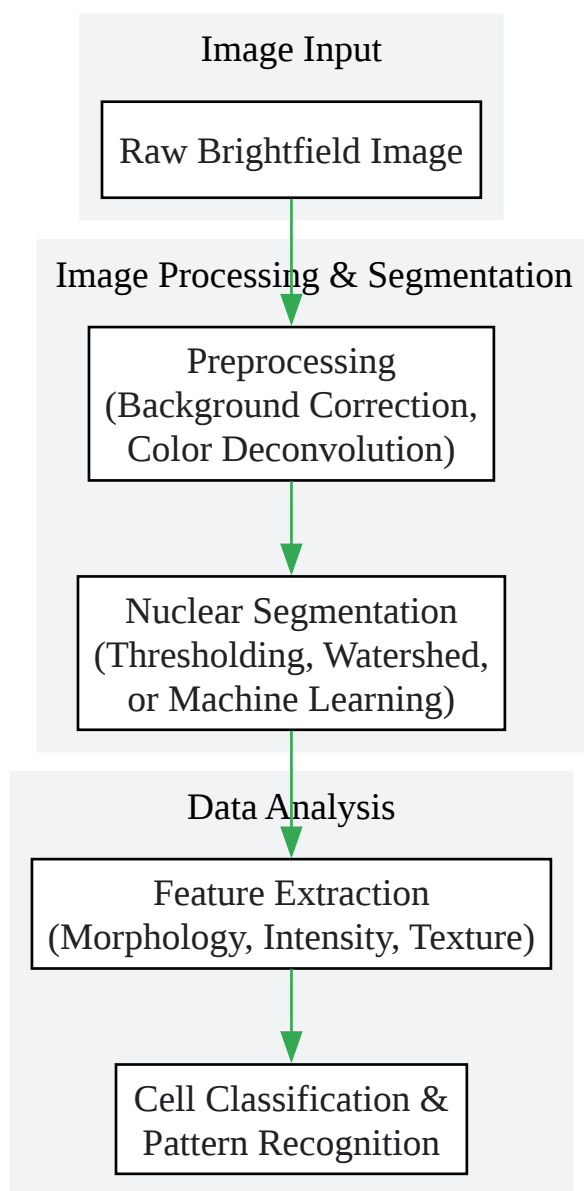 Image Input
Raw Brightfield Image
Image Processing & Segmentation
Preprocessing
(Background Correction,
Color Deconvolution)
Nuclear Segmentation
(Thresholding, Watershed,
or Machine Learning)
Data Analysis
Feature Extraction
(Morphology, Intensity, Texture)
Cell Classification &
Pattern Recognition